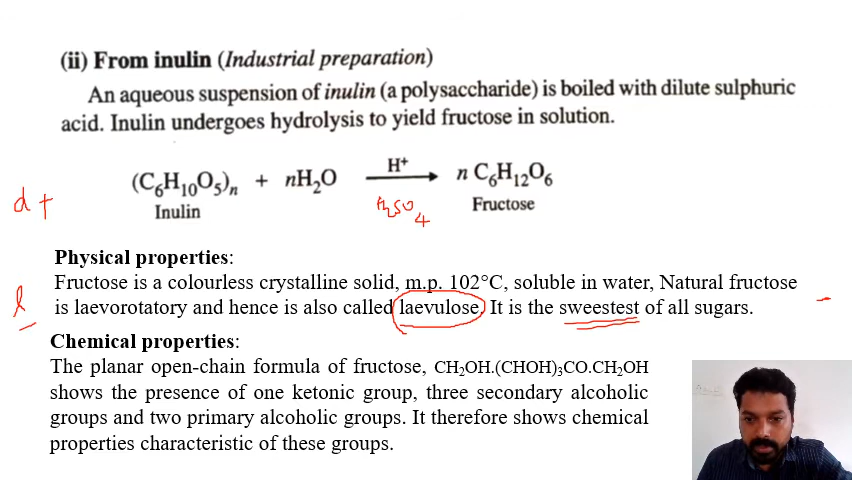 (ii) From inulin (Industrial preparation)
An aqueous suspension of inulin (a polysaccharide) is boiled with dilute sulphuric
acid. Inulin undergoes hydrolysis to yield fructose in solution.
(C₆H₁₀O₅)ₙ + nH₂O H⁺ → n C₆H₁₂O₆
d +
H₂SO₄
Inulin Fructose
Physical properties:
Fructose is a colourless crystalline solid, m.p. 102°C, soluble in water, Natural fructose
l is laevorotatory and hence is also called laevulose. It is the sweetest of all sugars. -
Chemical properties:
The planar open-chain formula of fructose, CH₂OH.(CHOH)₃CO.CH₂OH
shows the presence of one ketonic group, three secondary alcoholic
groups and two primary alcoholic groups. It therefore shows chemical
properties characteristic of these groups.